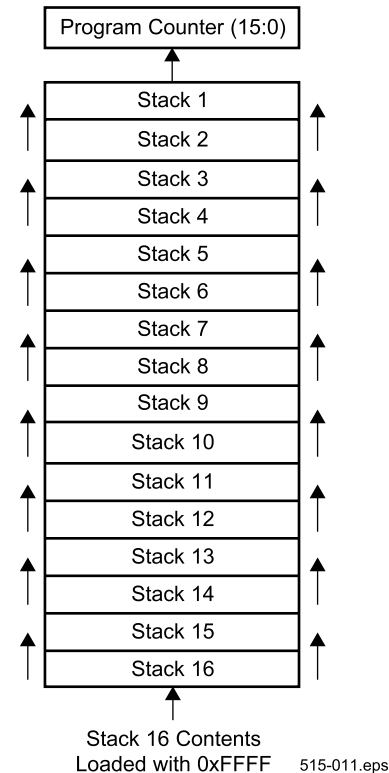 Program Counter (15:0)
Stack 1
Stack 2
Stack 3
Stack 4
Stack 5
Stack 6
Stack 7
Stack 8
Stack 9
Stack 10
Stack 11
Stack 12
Stack 13
Stack 14
Stack 15
Stack 16
Stack 16 Contents
Loaded with 0xFFFF
515-011.eps